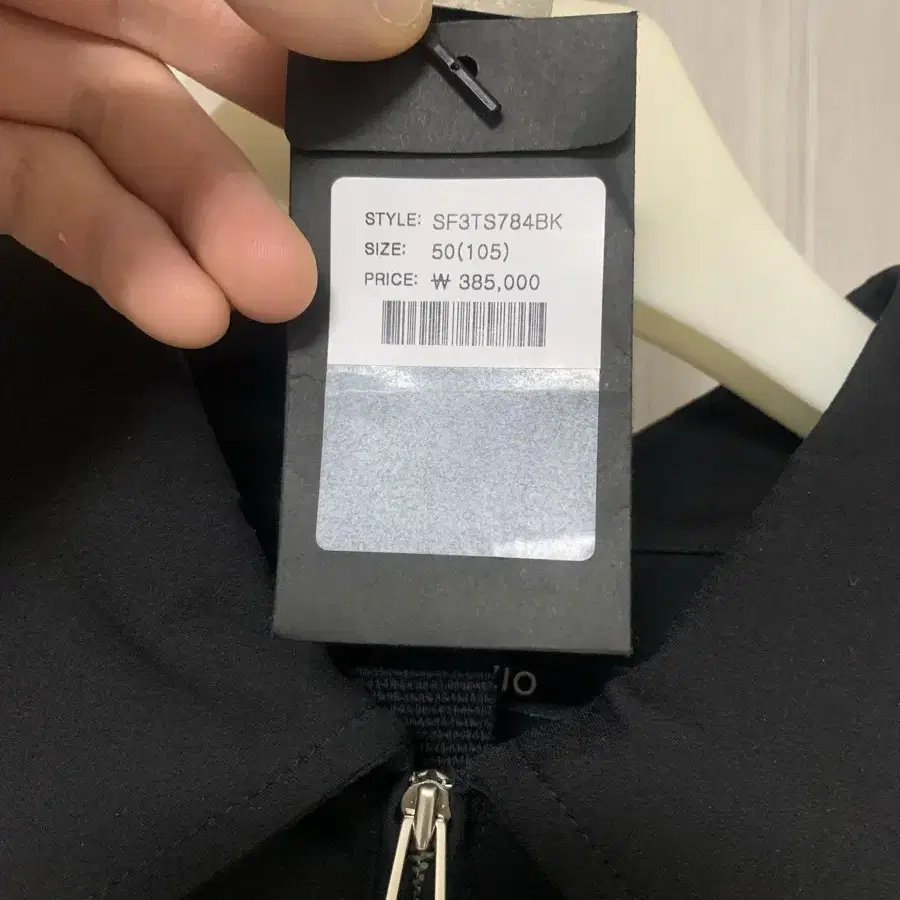 STYLE: SF3TS784BK
SIZE: 50(105)
PRICE: ₩ 385,000